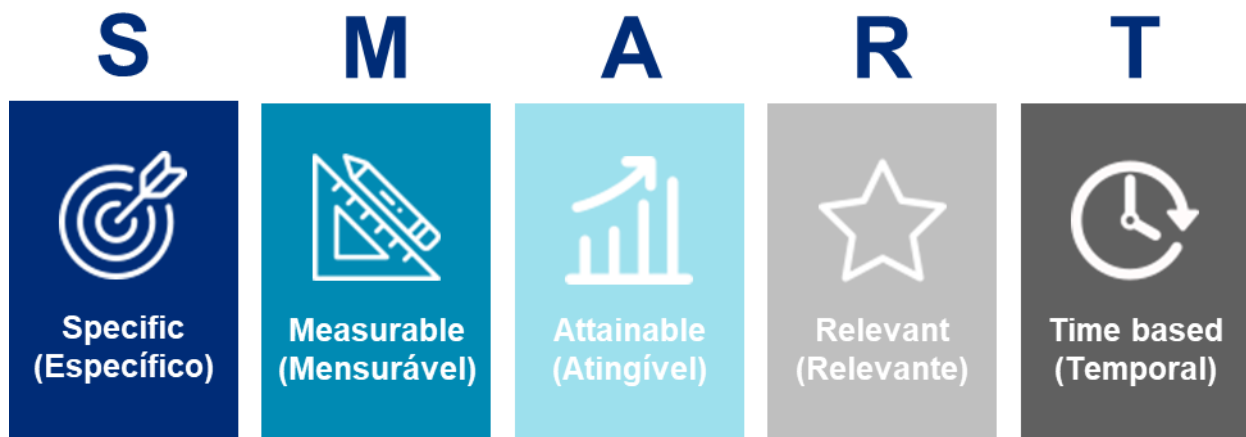 S M A R T
Specific
(Específico)
Measurable
(Mensurável)
Attainable
(Atingível)
Relevant
(Relevante)
Time based
(Temporal)